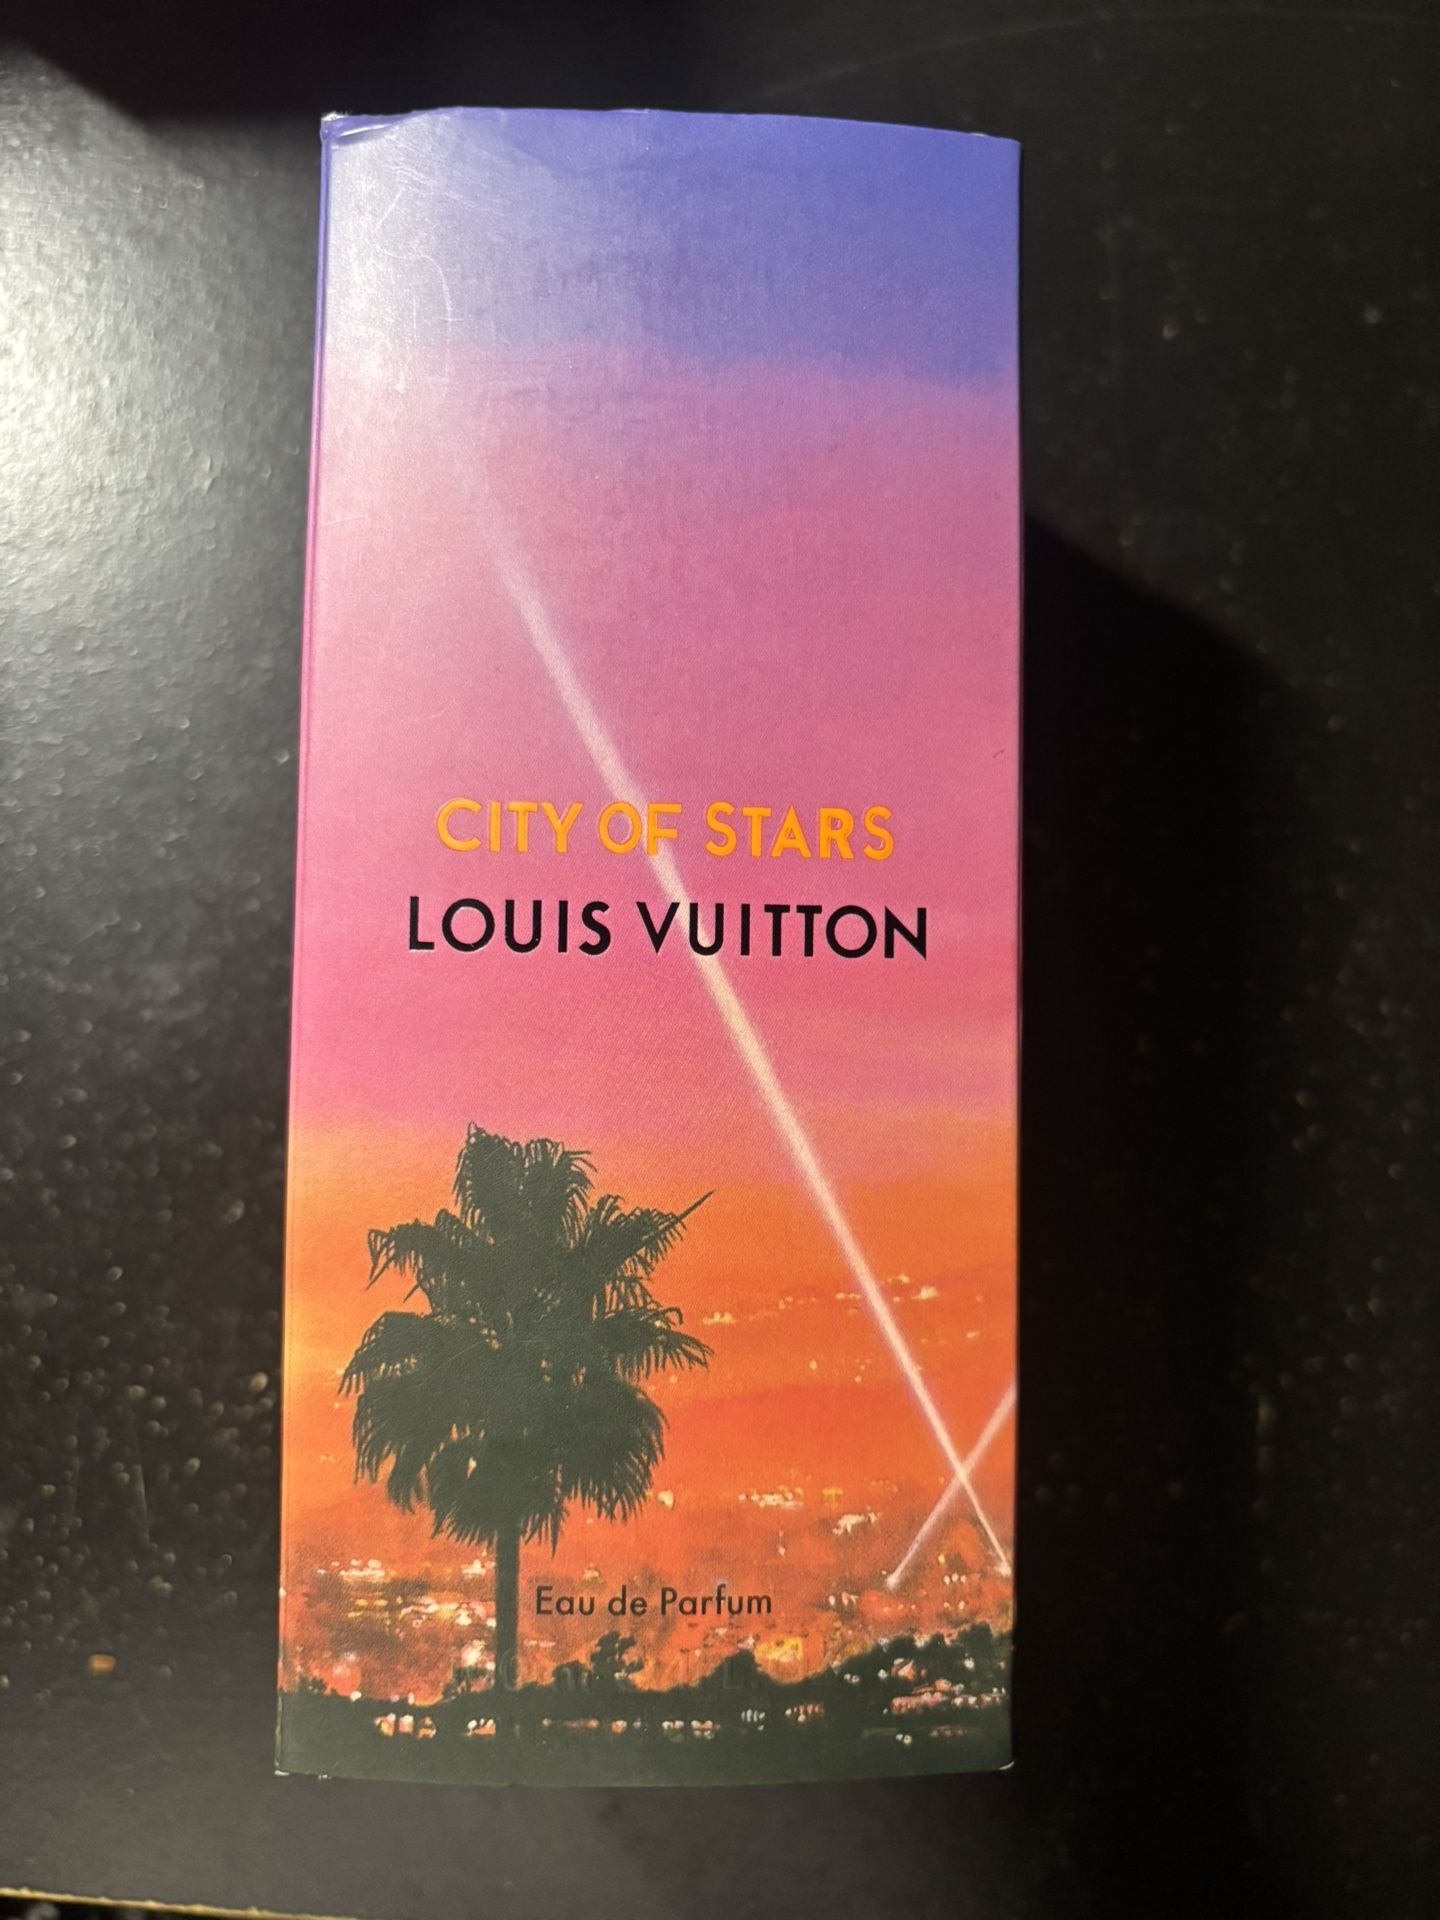 CITY OF STARS
LOUIS VUITTON
Eau de Parfum